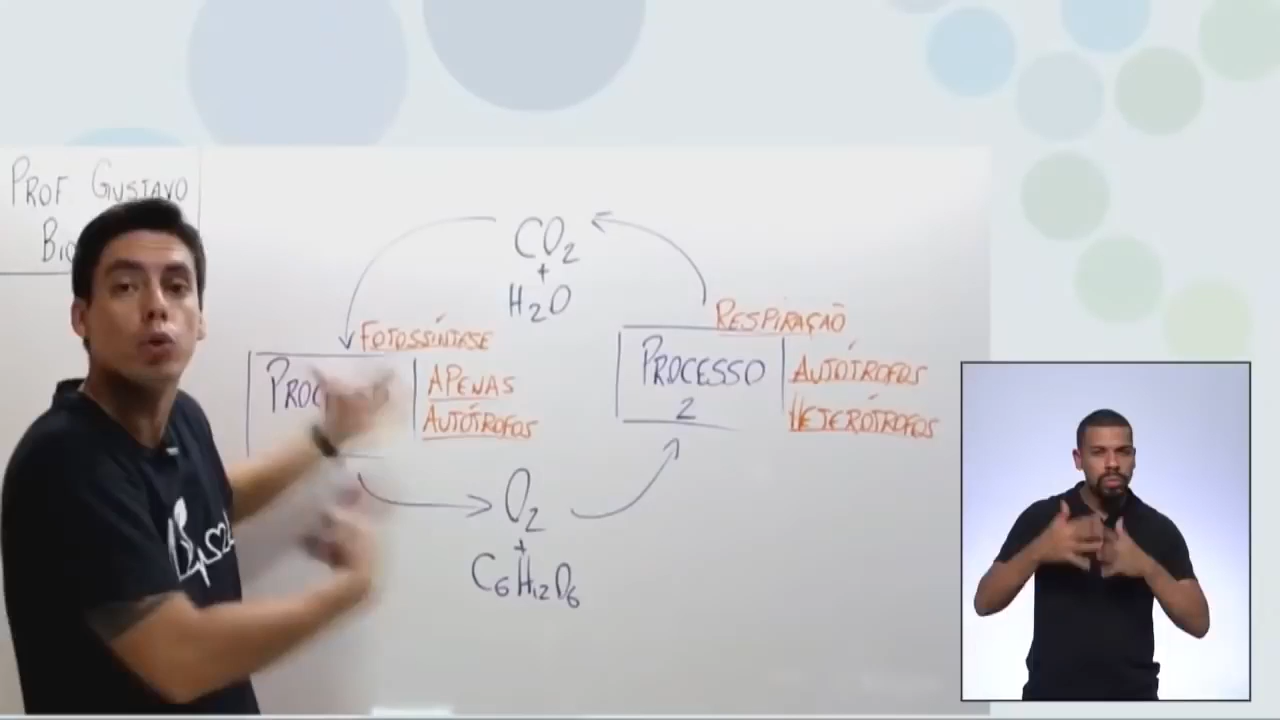 PROF. GUSTAVO
CO2
+
H2O
FOTOSSÍNTESE
RESPIRAÇÃO
APENAS
AUTÓTROFOS
PROCESSO
2
AUTÓTROFOS
HETERÓTROFOS
O2
+
C6H12O6